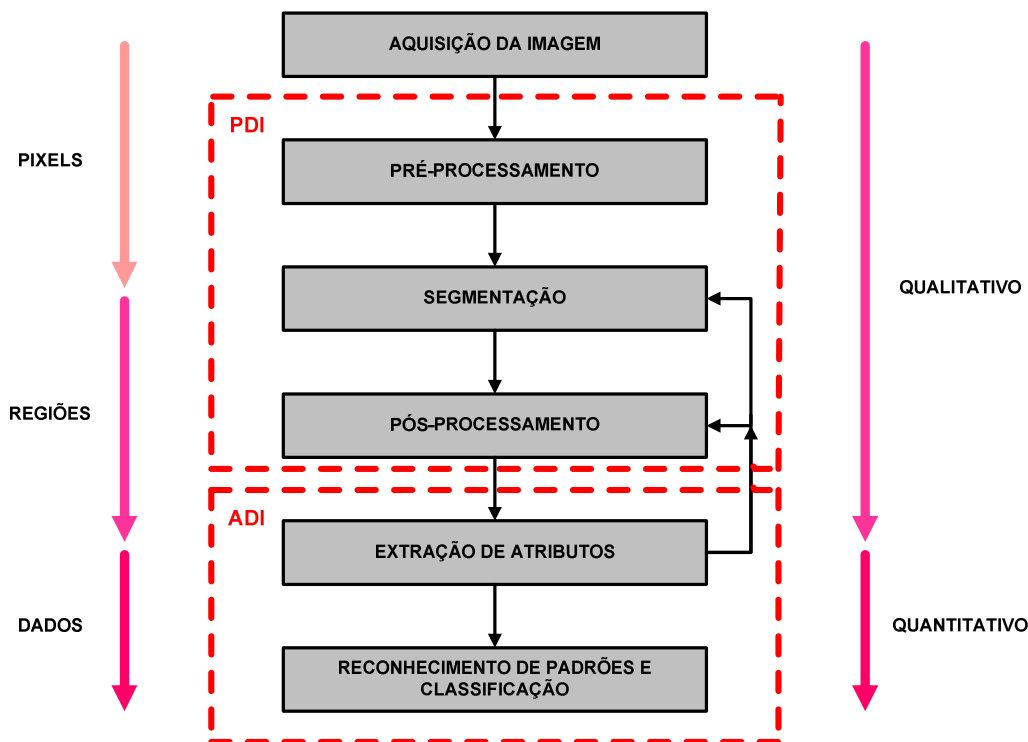 AQUISIÇÃO DA IMAGEM
PDI
PIXELS
PRÉ-PROCESSAMENTO
SEGMENTAÇÃO
QUALITATIVO
REGIÕES
PÓS-PROCESSAMENTO
ADI
EXTRAÇÃO DE ATRIBUTOS
DADOS
QUANTITATIVO
RECONHECIMENTO DE PADRÕES E
CLASSIFICAÇÃO